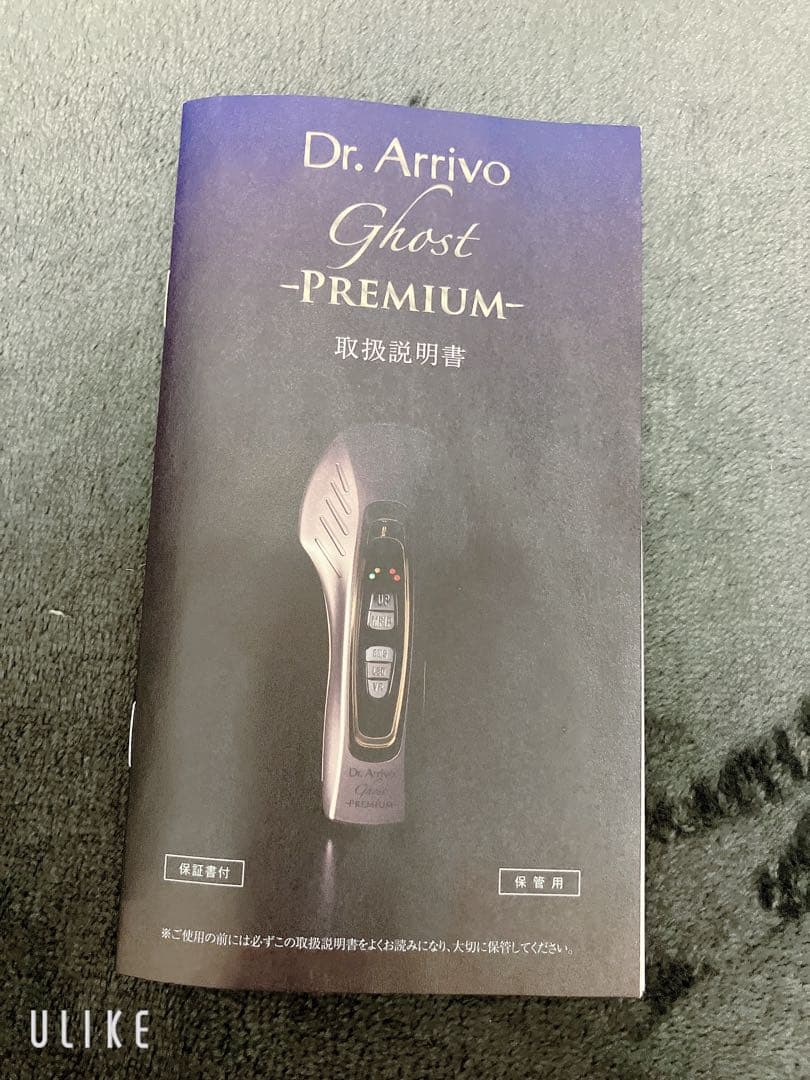 Dr. Arrivo
Ghost
-PREMIUM-
取扱説明書
UP
VR
Dr. Arrivo
Ghost
-PREMIUM-
保証書付
保管用
※ご使用の前には必ずこの取扱説明書をよくお読みになり、大切に保管してください。
ULIKE